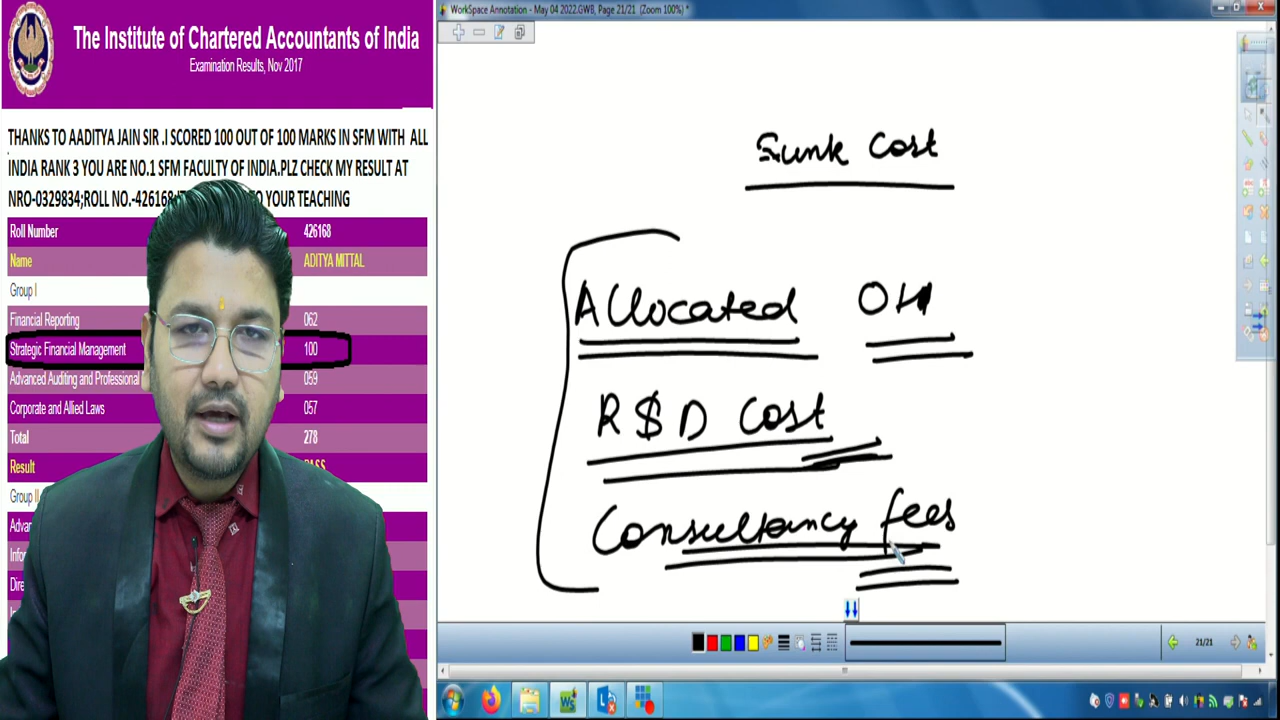 The Institute of Chartered Accountants of India
Examination Results, Nov 2017
THANKS TO AADITYA JAIN SIR .I SCORED 100 OUT OF 100 MARKS IN SFM WITH ALL
INDIA RANK 3 YOU ARE NO.1 SFM FACULTY OF INDIA.PLZ CHECK MY RESULT AT
NRO-0329834;ROLL NO.-426168 TO YOUR TEACHING
Roll Number 426168
Name ADITYA MITTAL
Group I
Financial Reporting 062
Strategic Financial Management 100
Advanced Auditing and Professional 059
Corporate and Allied Laws 057
Total 278
Result PASS
Group II
WorkSpace Annotation - May 04 2022.GWB, Page 21/21 (Zoom 100%) *
Sunk Cost
Allocated OH
R $ D Cost
Consultancy fees
21/21